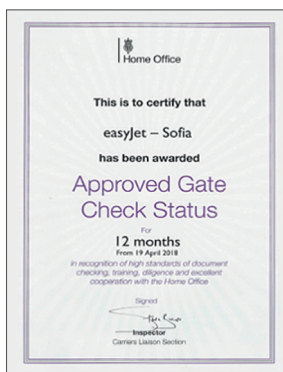 Home Office
This is to certify that
easyJet – Sofia
has been awarded
Approved Gate
Check Status
For
12 months
From 19 April 2018
In recognition of high standards of document
checking, training, diligence and excellent
cooperation with the Home Office
Signed
Inspector
Carriers Liaison Section